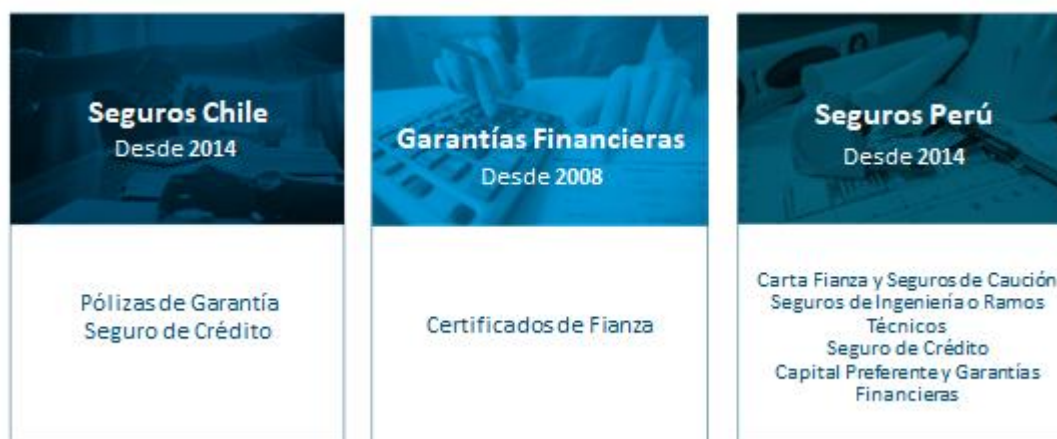 Seguros Chile
Desde 2014
Pólizas de Garantía
Seguro de Crédito
Garantías Financieras
Desde 2008
Certificados de Fianza
Seguros Perú
Desde 2014
Carta Fianza y Seguros de Caución
Seguros de Ingeniería o Ramos
Técnicos
Seguro de Crédito
Capital Preferente y Garantías
Financieras